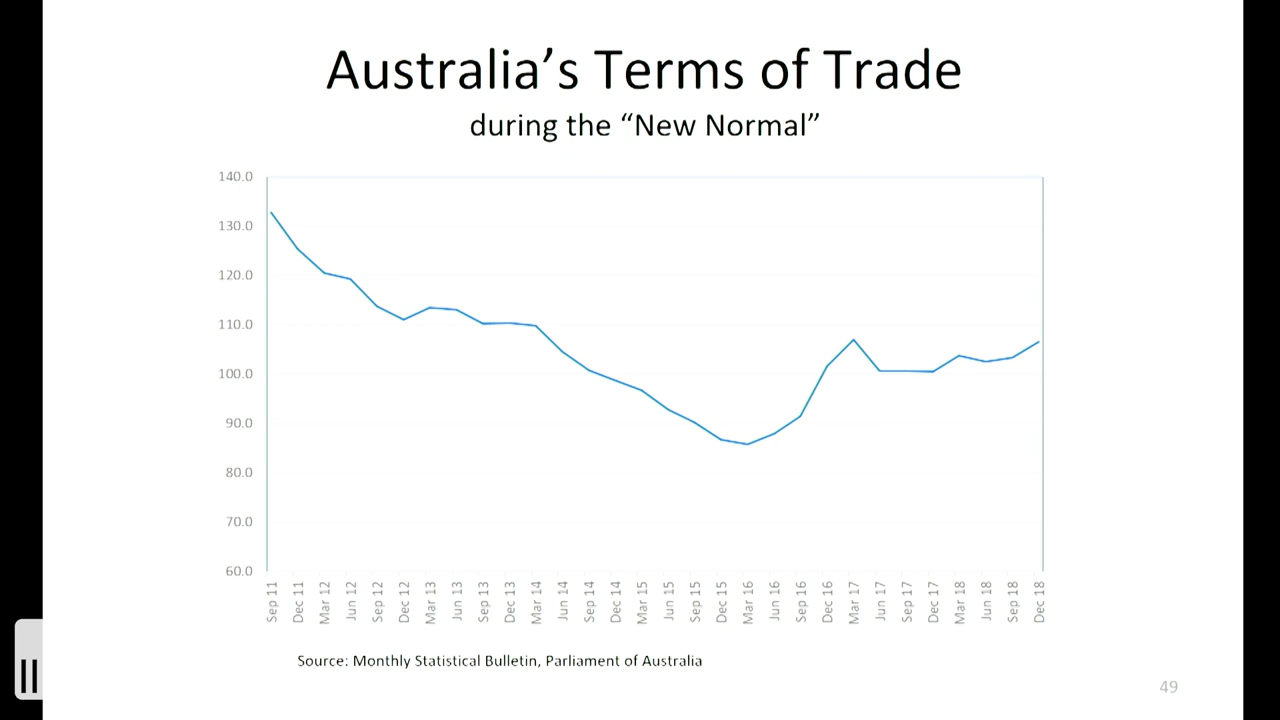 Australia’s Terms of Trade
during the “New Normal”
140.0
130.0
120.0
110.0
100.0
90.0
80.0
70.0
60.0
Sep 11
Dec 11
Mar 12
Jun 12
Sep 12
Dec 12
Mar 13
Jun 13
Sep 13
Dec 13
Mar 14
Jun 14
Sep 14
Dec 14
Mar 15
Jun 15
Sep 15
Dec 15
Mar 16
Jun 16
Sep 16
Dec 16
Mar 17
Jun 17
Sep 17
Dec 17
Mar 18
Jun 18
Sep 18
Dec 18
Source: Monthly Statistical Bulletin, Parliament of Australia
49